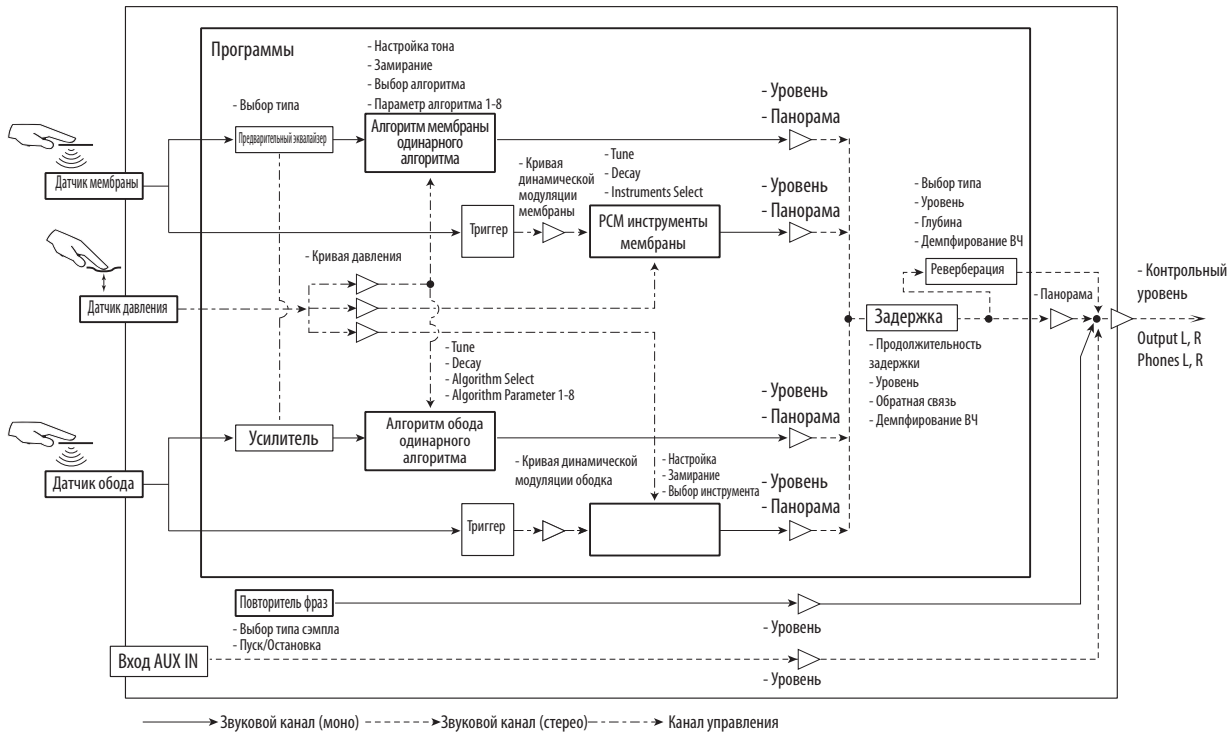 Программы
- Настройка тона
- Замирание
- Выбор алгоритма
- Параметр алгоритма 1-8
- Выбор типа
Предварительный эквалайзер
Алгоритм мембраны
одинарного
алгоритма
- Уровень
- Панорама
Датчик мембраны
- Кривая
динамической
модуляции
мембраны
- Tune
- Decay
- Instruments Select
- Уровень
- Панорама
Триггер
PCM инструменты
мембраны
- Выбор типа
- Уровень
- Глубина
- Демпфирование ВЧ
Реверберация
- Кривая давления
Датчик давления
- Панорама
- Контрольный
уровень
Задержка
Output L, R
Phones L, R
- Продолжительность
задержки
- Уровень
- Обратная связь
- Демпфирование ВЧ
- Tune
- Decay
- Algorithm Select
- Algorithm Parameter 1-8
- Уровень
- Панорама
Усилитель
Алгоритм обода
одинарного
алгоритма
Датчик обода
- Кривая динамической
модуляции ободка
- Настройка
- Замирание
- Выбор инструмента
- Уровень
- Панорама
Триггер
Повторитель фраз
- Выбор типа сэмпла
- Пуск/Остановка
- Уровень
Вход AUX IN
- Уровень
Звуковой канал (моно)
Звуковой канал (стерео)
Канал управления